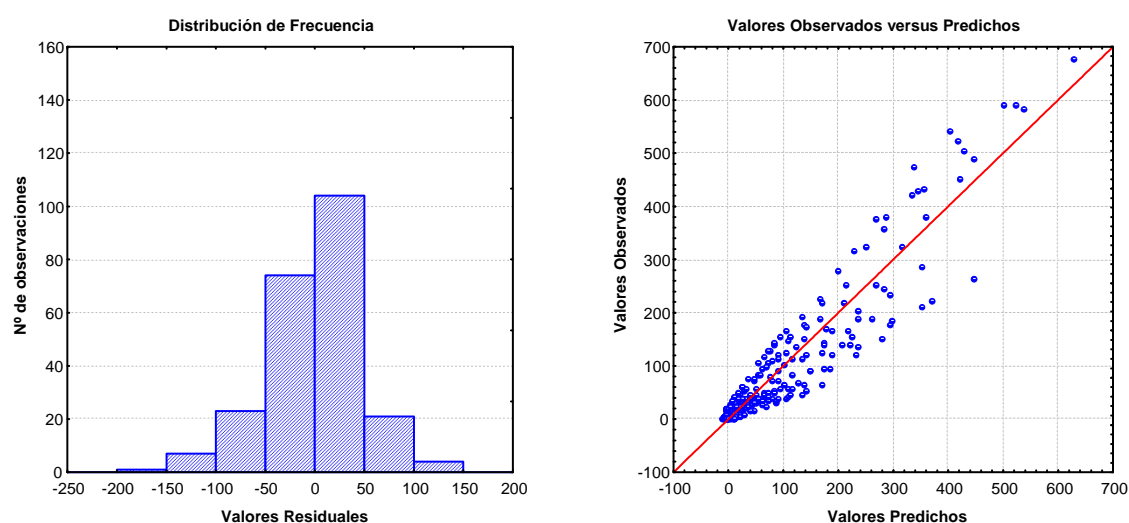 Distribución de Frecuencia
160
140
120
100
80
60
40
20
0
Nº de observaciones
-250 -200 -150 -100 -50 0 50 100 150 200
Valores Residuales
Valores Observados versus Predichos
700
600
500
400
300
200
100
0
-100
Valores Observados
-100 0 100 200 300 400 500 600 700
Valores Predichos